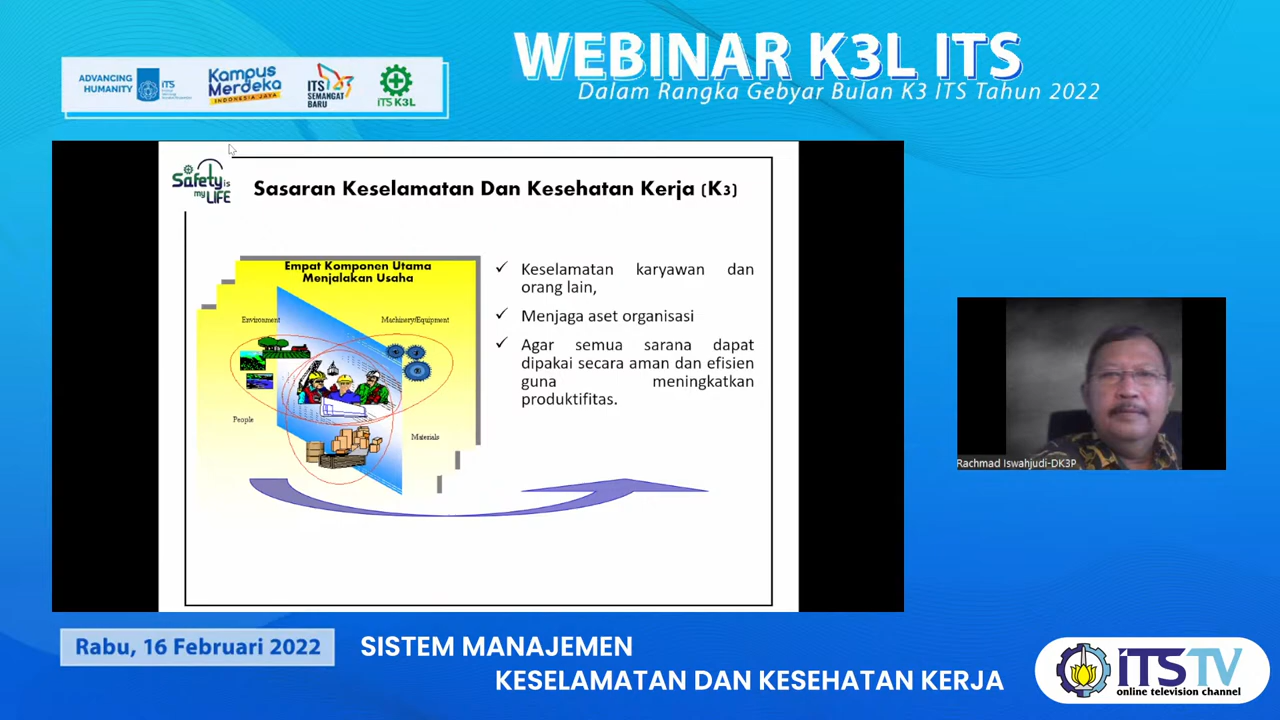 ADVANCING
HUMANITY
ITS
Kampus
Merdeka
INDONESIA JAYA
ITS
SEMANGAT
BARU
ITS K3L
WEBINAR K3L ITS
Dalam Rangka Gebyar Bulan K3 ITS Tahun 2022
Safety is
my LIFE
Sasaran Keselamatan Dan Kesehatan Kerja (K3)
Empat Komponen Utama
Menjalakan Usaha
Environment
Machinery/Equipment
People
Materials
✓ Keselamatan karyawan dan
orang lain,
✓ Menjaga aset organisasi
✓ Agar semua sarana dapat
dipakai secara aman dan efisien
guna meningkatkan
produktifitas.
Rachmad Iswahjudi-DK3P
Rabu, 16 Februari 2022
SISTEM MANAJEMEN
KESELAMATAN DAN KESEHATAN KERJA
iTS TV
online television channel